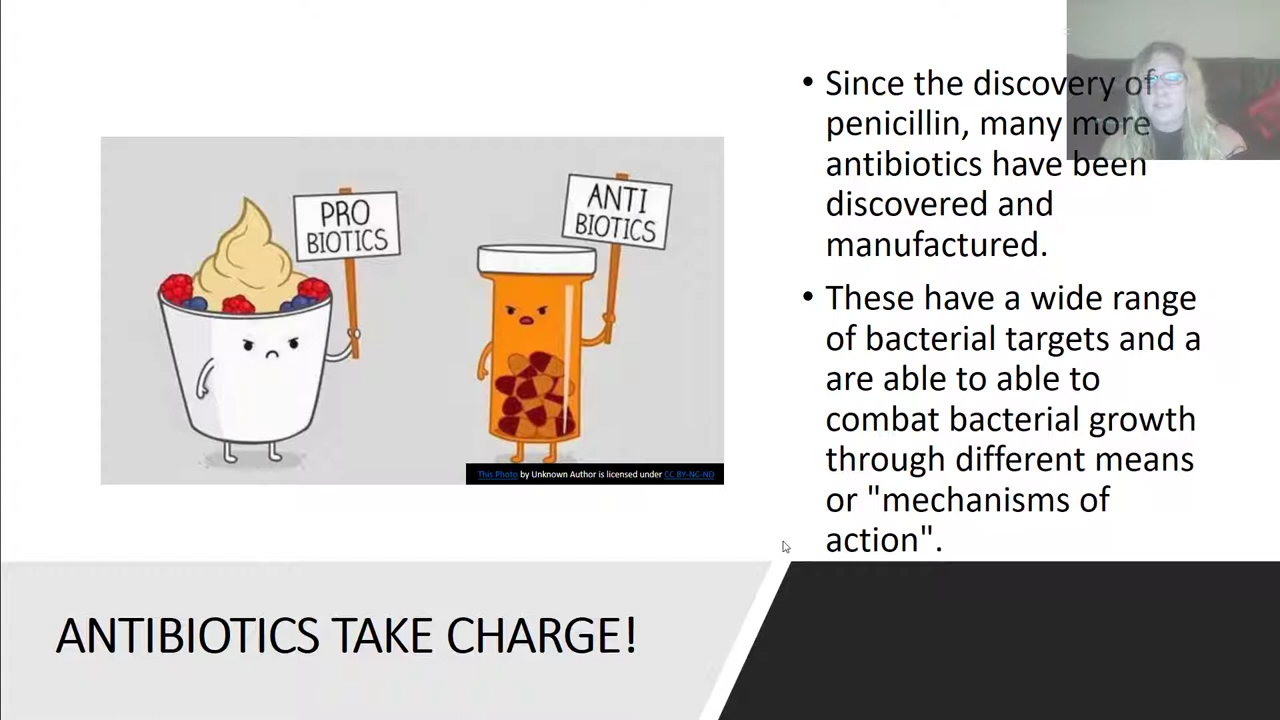 • Since the discovery of
penicillin, many more
antibiotics have been
discovered and
manufactured.
• These have a wide range
of bacterial targets and a
are able to able to
combat bacterial growth
through different means
or "mechanisms of
action".
PRO
BIOTICS
ANTI
BIOTICS
This Photo by Unknown Author is licensed under CC BY-NC-ND
ANTIBIOTICS TAKE CHARGE!